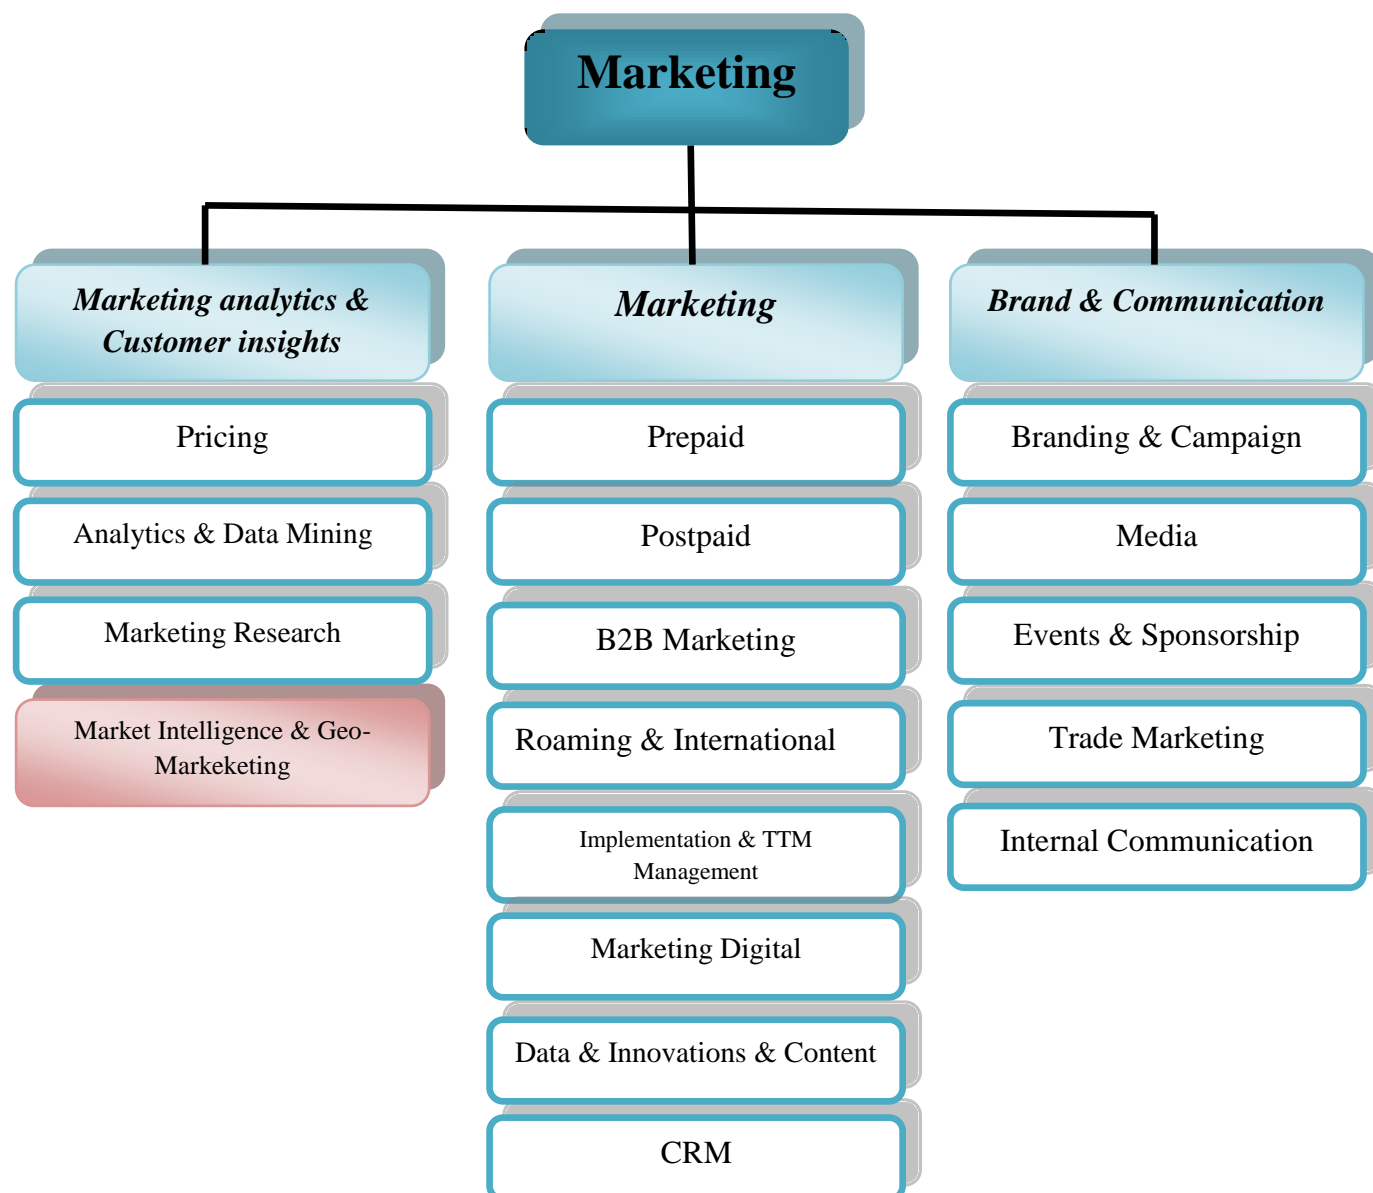 Marketing
Marketing analytics &
Customer insights
Pricing
Analytics & Data Mining
Marketing Research
Market Intelligence & Geo-
Markeketing
Marketing
Prepaid
Postpaid
B2B Marketing
Roaming & International
Implementation & TTM
Management
Marketing Digital
Data & Innovations & Content
CRM
Brand & Communication
Branding & Campaign
Media
Events & Sponsorship
Trade Marketing
Internal Communication